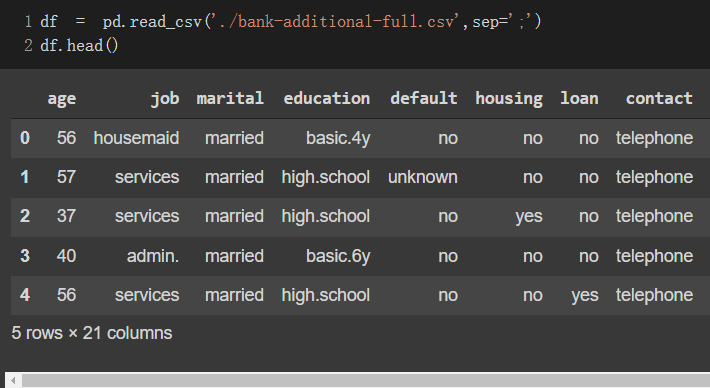 1 df = pd.read_csv('./bank-additional-full.csv',sep=';')
2 df.head()
age job marital education default housing loan contact
0 56 housemaid married basic.4y no no no telephone
1 57 services married high.school unknown no no telephone
2 37 services married high.school no yes no telephone
3 40 admin. married basic.6y no no no telephone
4 56 services married high.school no no yes telephone
5 rows × 21 columns